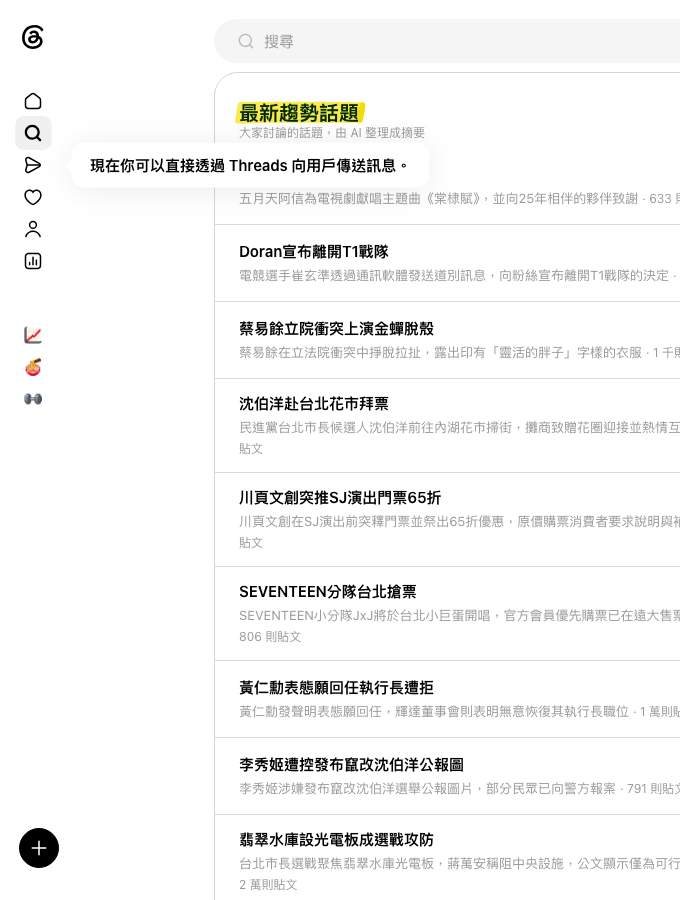 搜尋
最新趨勢話題
大家討論的話題，由 AI 整理成摘要
現在你可以直接透過 Threads 向用戶傳送訊息。
五月天阿信為電視劇獻唱主題曲《棠棣賦》，並向25年相伴的夥伴致謝 · 633
Doran宣布離開T1戰隊
電競選手崔玄準透過通訊軟體發送道別訊息，向粉絲宣布離開T1戰隊的決定 ·
蔡易餘立院衝突上演金蟬脫殼
蔡易餘在立法院衝突中掙脫拉扯，露出印有「靈活的胖子」字樣的衣服 · 1 千
沈伯洋赴台北花市拜票
民進黨台北市長候選人沈伯洋前往內湖花市掃街，攤商致贈花圈迎接並熱情互
貼文
川頁文創突推SJ演出門票65折
川頁文創在SJ演出前突釋門票並祭出65折優惠，原價購票消費者要求說明與補
貼文
SEVENTEEN分隊台北搶票
SEVENTEEN小分隊JxJ將於台北小巨蛋開唱，官方會員優先購票已在遠大售票
806 則貼文
黃仁勳表態願回任執行長遭拒
黃仁勳發聲明表態願回任，輝達董事會則表明無意恢復其執行長職位 · 1 萬則貼
李秀姬遭控發布竄改沈伯洋公報圖
李秀姬涉嫌發布竄改沈伯洋選舉公報圖片，部分民眾已向警方報案 · 791 則貼文
翡翠水庫設光電板成選戰攻防
台北市長選戰聚焦翡翠水庫光電板，蔣萬安稱阻中央設施，公文顯示僅為可行
2 萬則貼文